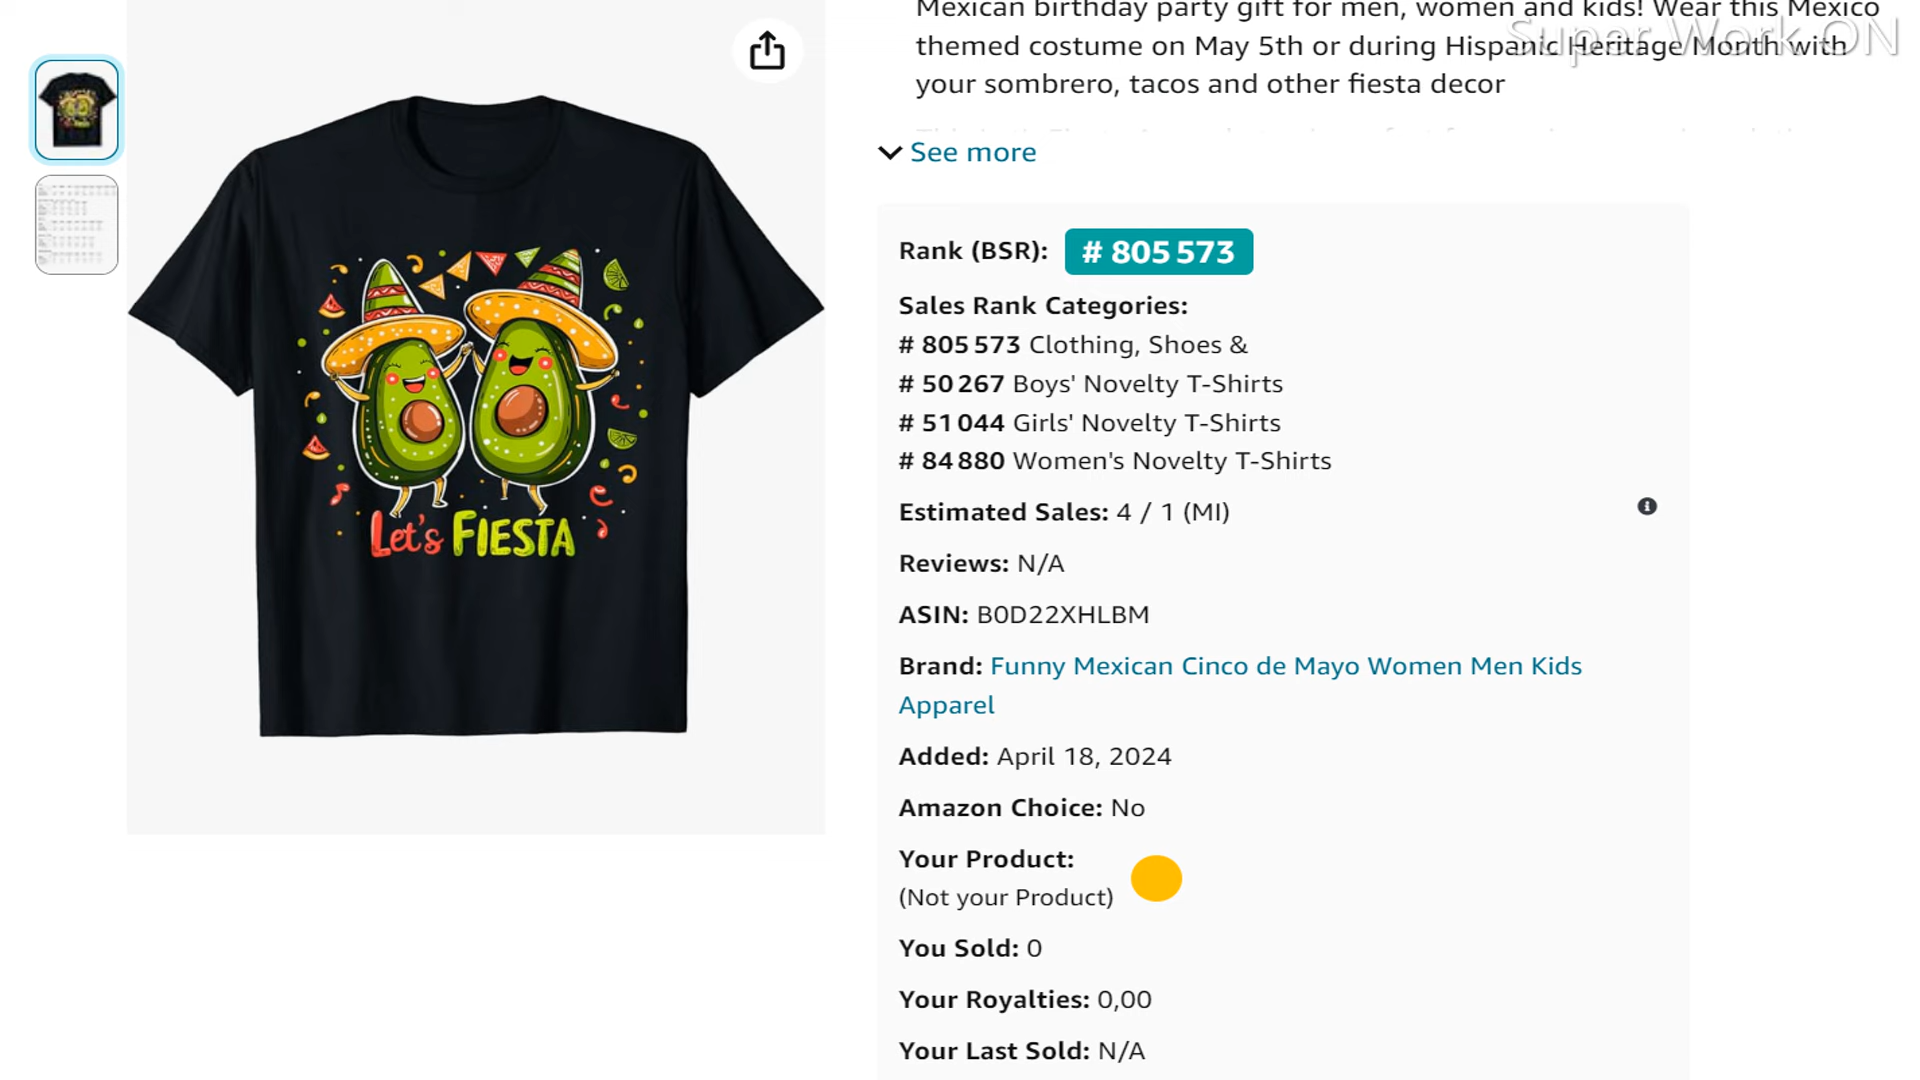 Mexican birthday party gift for men, women and kids! Wear this Mexico
themed costume on May 5th or during Hispanic Heritage Month with
your sombrero, tacos and other fiesta decor
Super Work ON
See more
Rank (BSR): # 805 573
Sales Rank Categories:
# 805 573 Clothing, Shoes &
# 50 267 Boys' Novelty T-Shirts
# 51 044 Girls' Novelty T-Shirts
# 84 880 Women's Novelty T-Shirts
Estimated Sales: 4 / 1 (MI)
Reviews: N/A
ASIN: B0D22XHLBM
Brand: Funny Mexican Cinco de Mayo Women Men Kids
Apparel
Added: April 18, 2024
Amazon Choice: No
Your Product:
(Not your Product)
You Sold: 0
Your Royalties: 0,00
Your Last Sold: N/A
Let's FIESTA